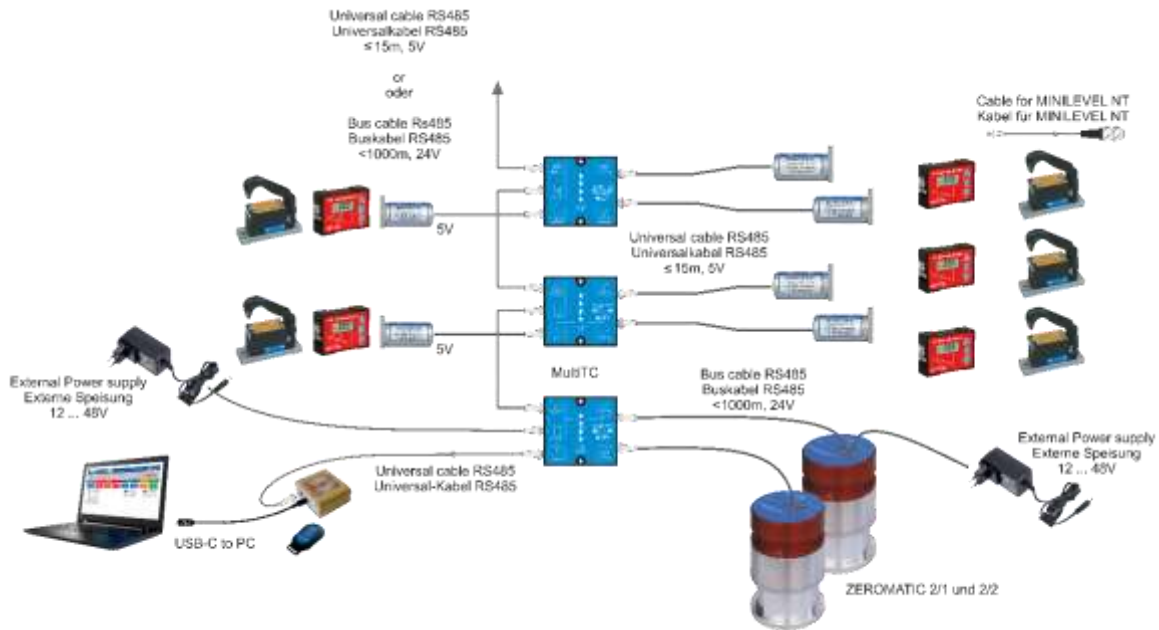 Universal cable RS485
Universalkabel RS485
≤ 15m, 5V
or
oder
Bus cable Rs485
Buskabel RS485
<1000m, 24V
Cable for MINILEVEL NT
Kabel für MINILEVEL NT
5V
Universal cable RS485
Universalkabel RS485
≤ 15m, 5V
5V
MultiTC
External Power supply
Externe Speisung
12 ... 48V
Bus cable RS485
Buskabel RS485
<1000m, 24V
External Power supply
Externe Speisung
12 ... 48V
Universal cable RS485
Universal-Kabel RS485
USB-C to PC
ZEROMATIC 2/1 und 2/2